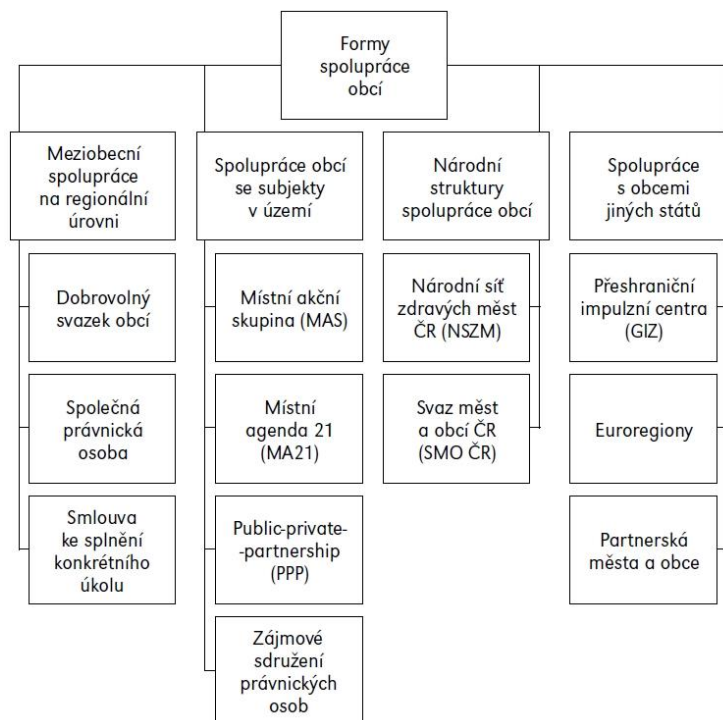 Formy
spolupráce
obcí
Meziobecní
spolupráce
na regionální
úrovni
Dobrovolný
svazek obcí
Společná
právnická
osoba
Smlouva
ke splnění
konkrétního
úkolu
Spolupráce obcí
se subjekty
v území
Místní akční
skupina (MAS)
Místní
agenda 21
(MA21)
Public-private-
-partnership
(PPP)
Zájmové
sdružení
právnických
osob
Národní
struktury
spolupráce obcí
Národní síť
zdravých měst
ČR (NSZM)
Svaz měst
a obcí ČR
(SMO ČR)
Spolupráce
s obcemi
jiných států
Přeshraniční
impulzní centra
(GIZ)
Euroregiony
Partnerská
města a obce